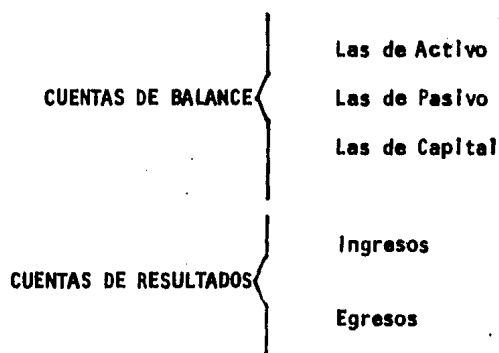 Las de Activo
CUENTAS DE BALANCE
Las de Pasivo
Las de Capital
Ingresos
CUENTAS DE RESULTADOS
Egresos